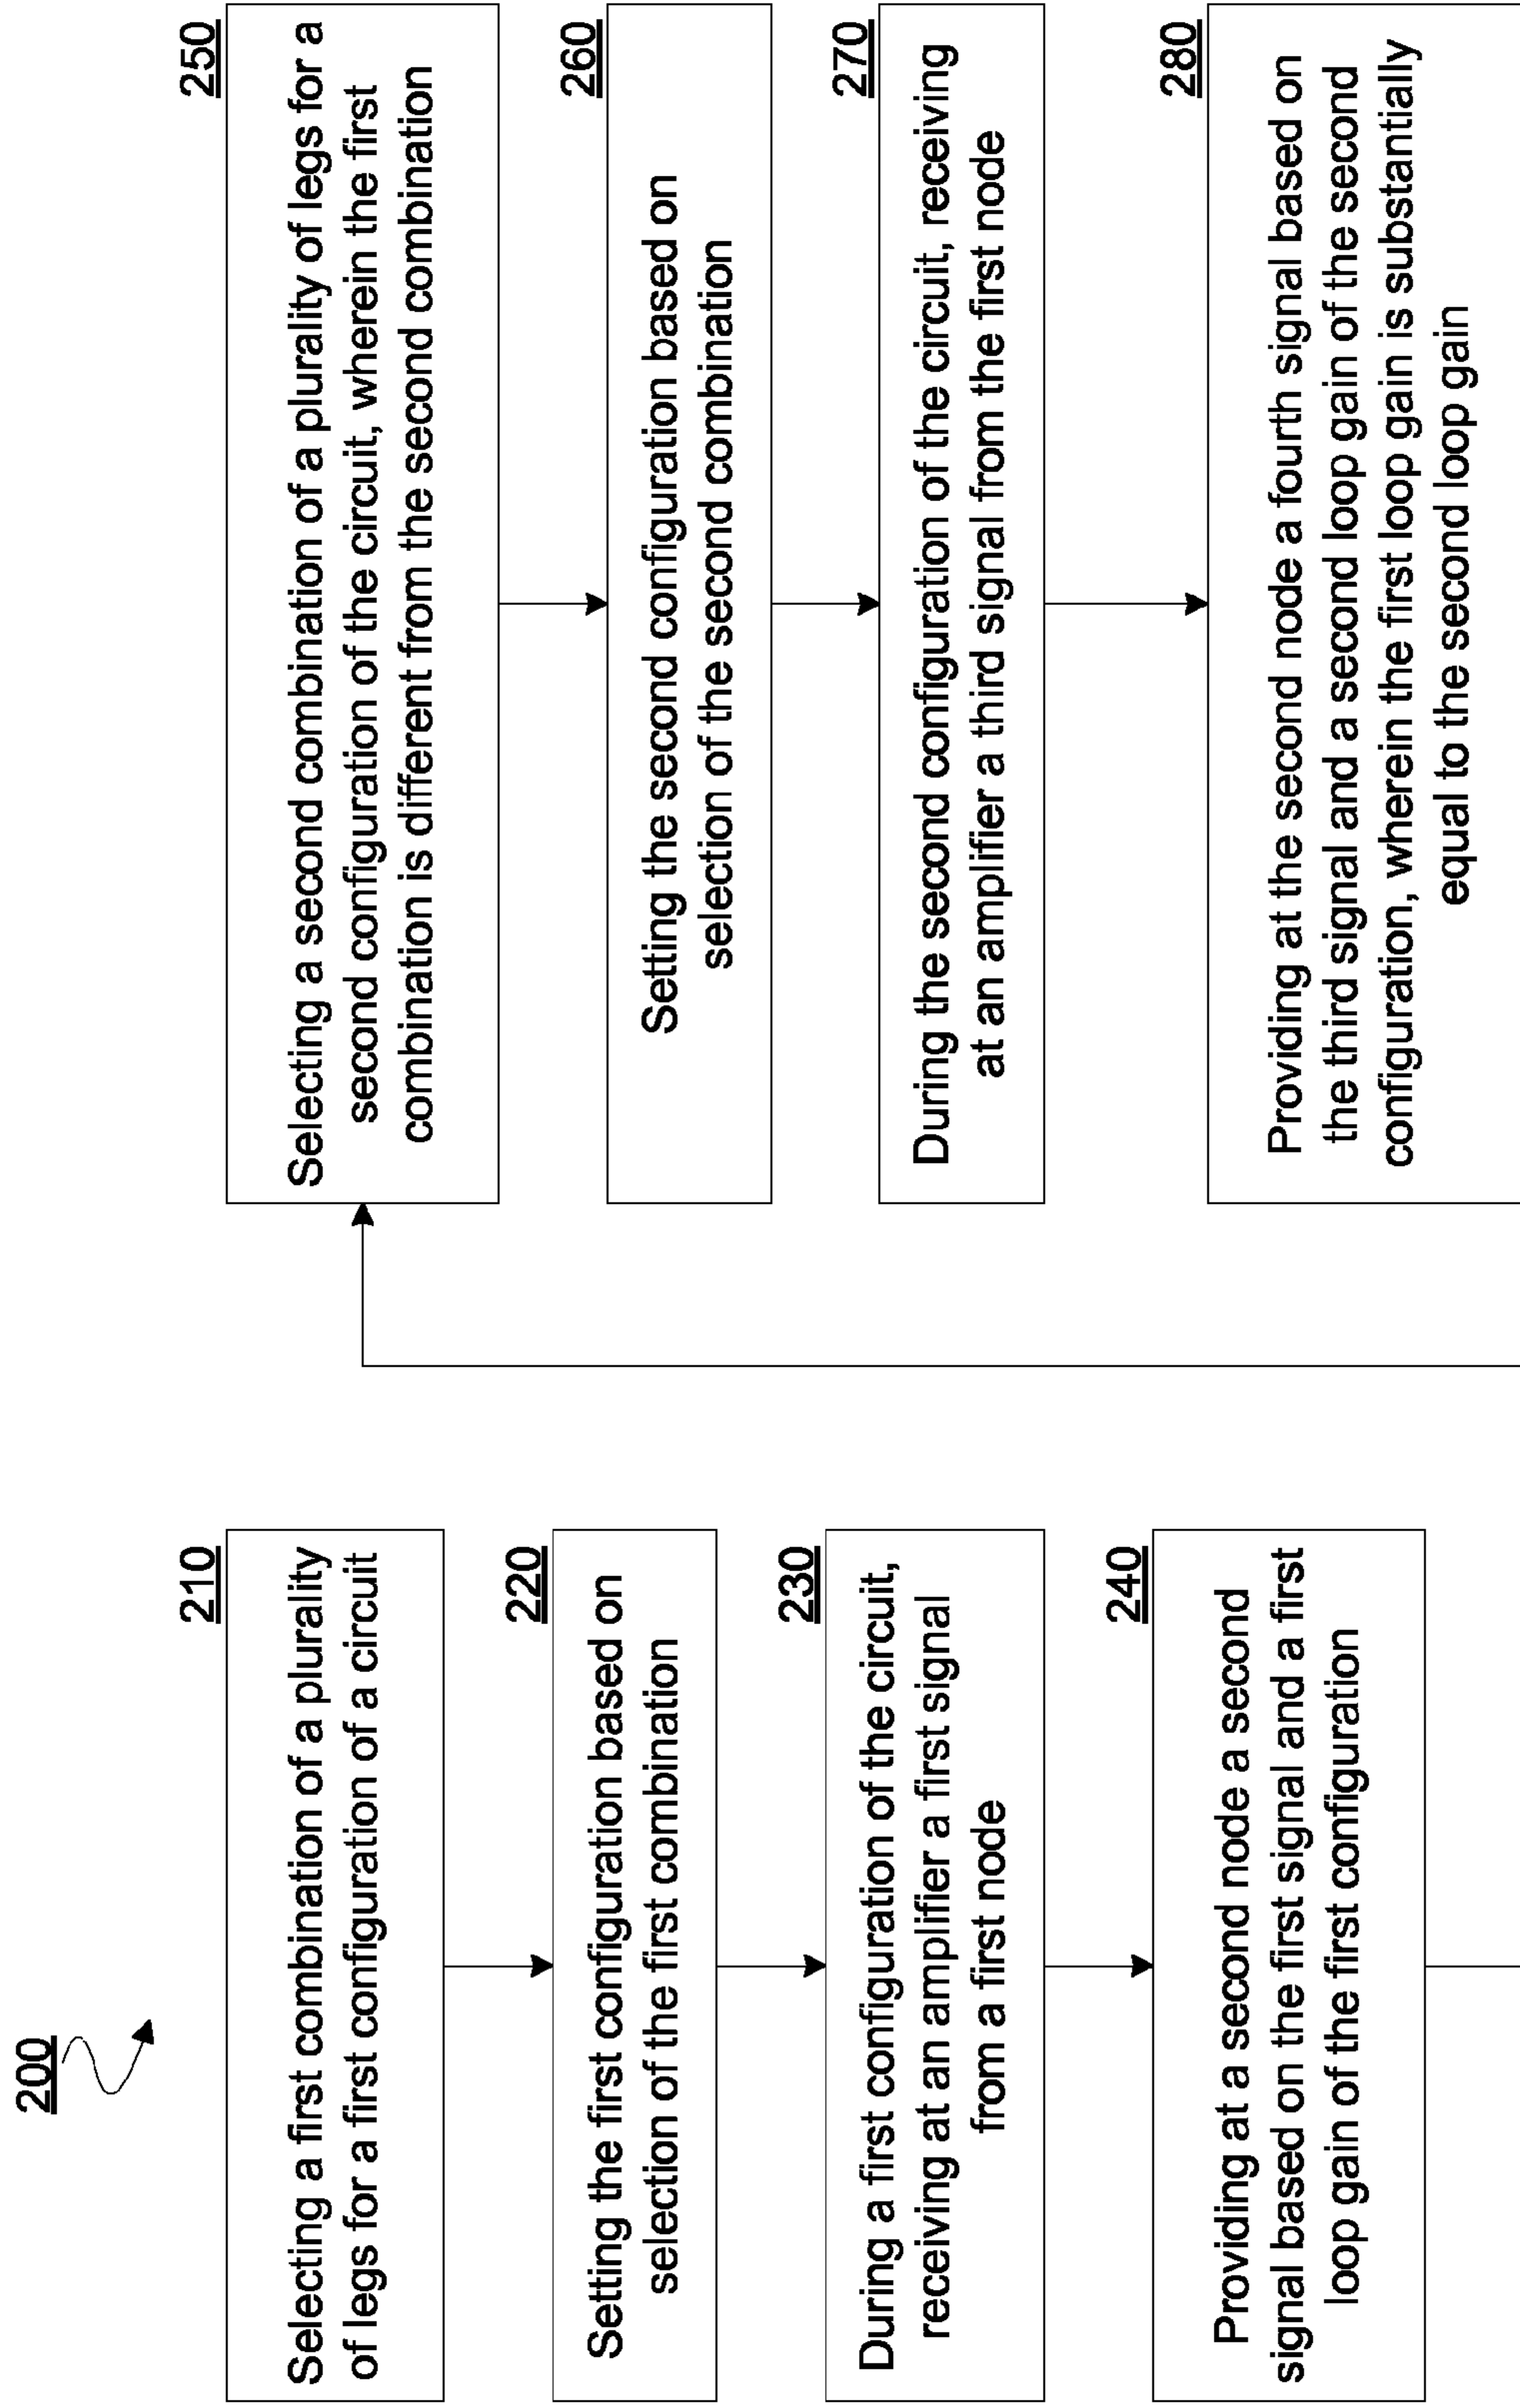 200
210
Selecting a first combination of a plurality
of legs for a first configuration of a circuit
220
Setting the first configuration based on
selection of the first combination
230
During a first configuration of the circuit,
receiving at an amplifier a first signal
from a first node
240
Providing at a second node a second
signal based on the first signal and a first
loop gain of the first configuration
250
Selecting a second combination of a plurality of legs for a
second configuration of the circuit, wherein the first
combination is different from the second combination
260
Setting the second configuration based on
selection of the second combination
270
During the second configuration of the circuit, receiving
at an amplifier a third signal from the first node
280
Providing at the second node a fourth signal based on
the third signal and a second loop gain of the second
configuration, wherein the first loop gain is substantially
equal to the second loop gain